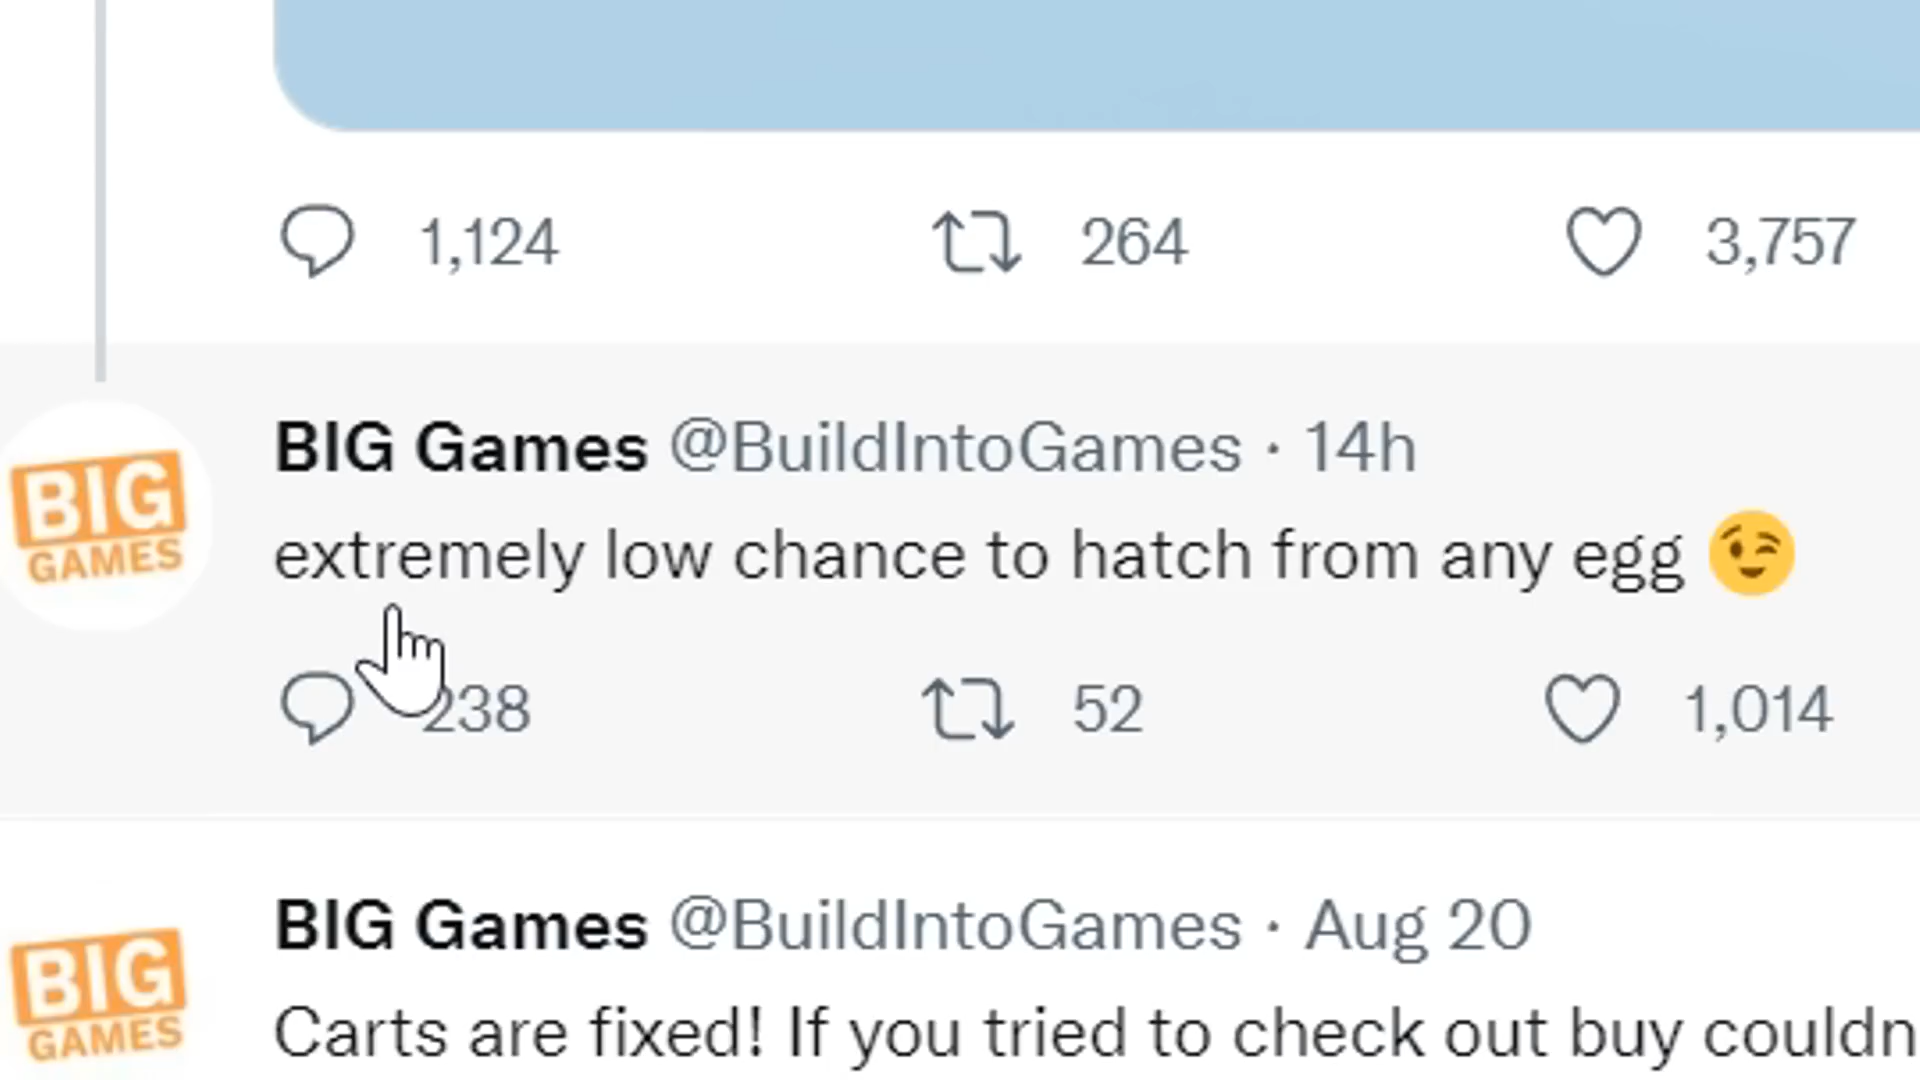 1,124 264 3,757
BIG Games @BuildIntoGames · 14h
BIG
GAMES
extremely low chance to hatch from any egg 😉
238 52 1,014
BIG Games @BuildIntoGames · Aug 20
BIG
GAMES
Carts are fixed! If you tried to check out buy couldn